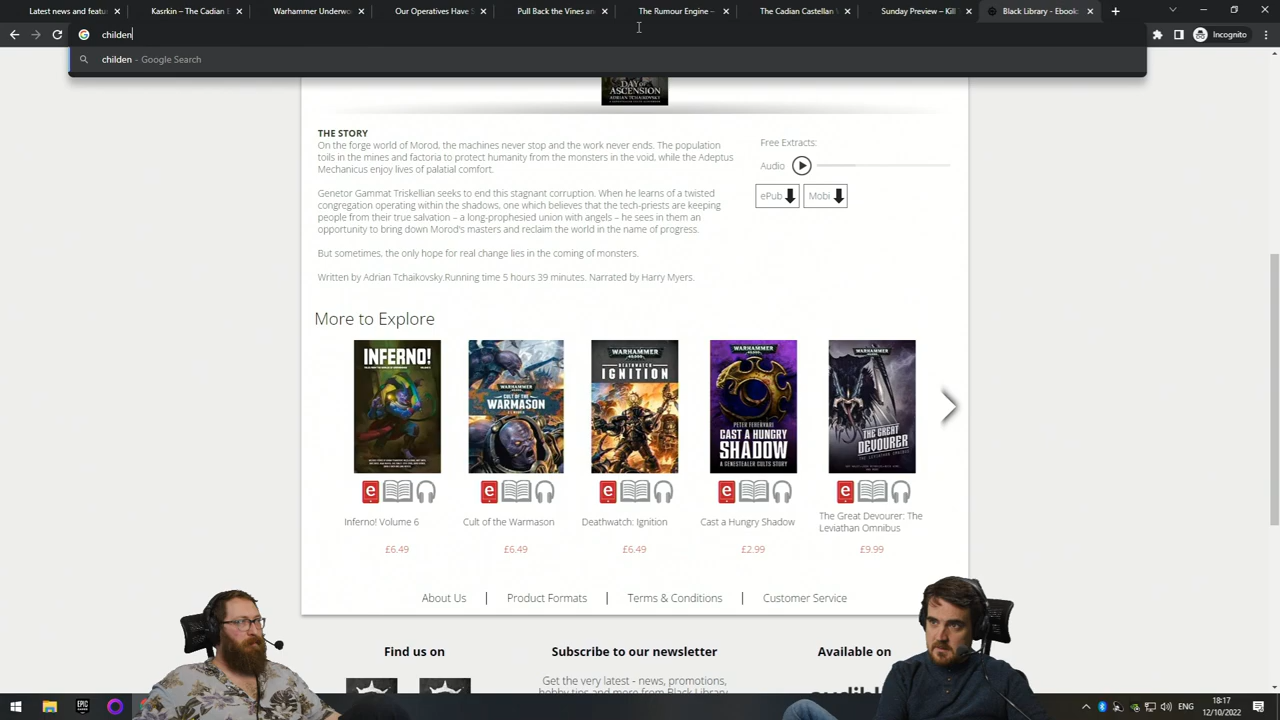 Kaskrin – The Cadian
Warhammer Underworl
Our Operatives Have S
Pull Back the Vines an
The Rumour Engine –
The Cadian Castellan
Sunday Preview – Kill
Black Library - Ebook
childen
Incognito
childen - Google Search
DAY OF
ASCENSION
ADRIAN TCHAIKOVSKY
THE STORY
On the forge world of Morod, the machines never stop and the work never ends. The population
toils in the mines and factoria to protect humanity from the monsters in the void, while the Adeptus
Mechanicus enjoy lives of palatial comfort.
Genetor Gammat Triskellian seeks to end this stagnant corruption. When he learns of a twisted
congregation operating within the shadows, one which believes that the tech-priests are keeping
people from their true salvation – a long-prophesied union with angels – he sees in them an
opportunity to bring down Morod's masters and reclaim the world in the name of progress.
But sometimes, the only hope for real change lies in the coming of monsters.
Written by Adrian Tchaikovsky.Running time 5 hours 39 minutes. Narrated by Harry Myers.
Free Extracts:
Audio
ePub
Mobi
More to Explore
INFERNO!
WARHAMMER
CULT OF THE
WARMASON
WARHAMMER
DEATHWATCH
IGNITION
WARHAMMER
PETER FEHERVARI
CAST A HUNGRY
SHADOW
A GENESTEALER CULTS STORY
WARHAMMER
THE GREAT
DEVOURER
THE LEVIATHAN OMNIBUS
Inferno! Volume 6
Cult of the Warmason
Deathwatch: Ignition
Cast a Hungry Shadow
The Great Devourer: The
Leviathan Omnibus
£6.49
£6.49
£6.49
£2.99
£9.99
About Us
Product Formats
Terms & Conditions
Customer Service
Find us on
Subscribe to our newsletter
Available on
Get the very latest - news, promotions,
hobby tips and more from Black Library
audible
ENG
18:17
12/10/2022